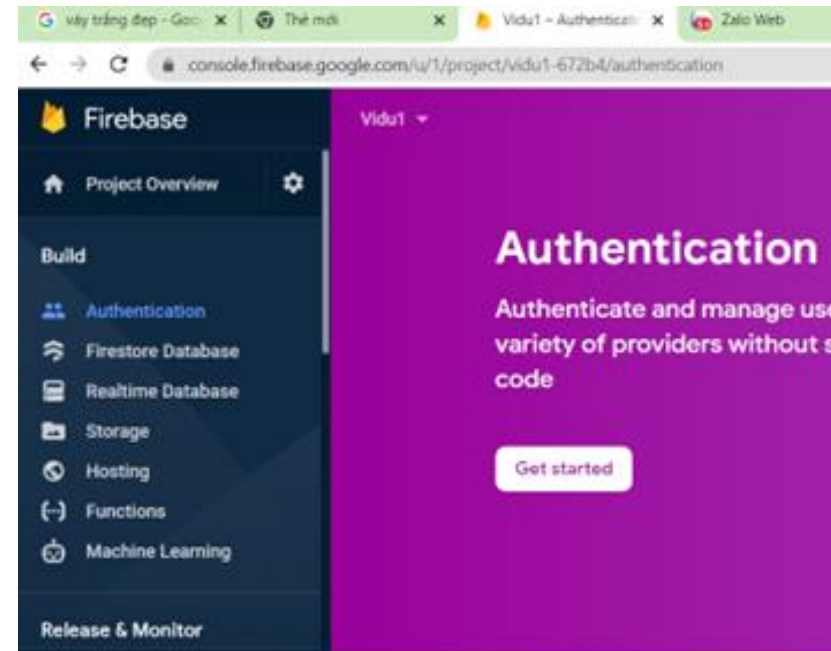 váy trắng đẹp - Goo
Thẻ mới
Vidu1 – Authenticati
Zalo Web
console.firebase.google.com/u/1/project/vidu1-672b4/authentication
Firebase
Vidu1
Project Overview
Build
Authentication
Authentication
Authenticate and manage use
variety of providers without s
code
Firestore Database
Realtime Database
Storage
Get started
Hosting
Functions
Machine Learning
Release & Monitor